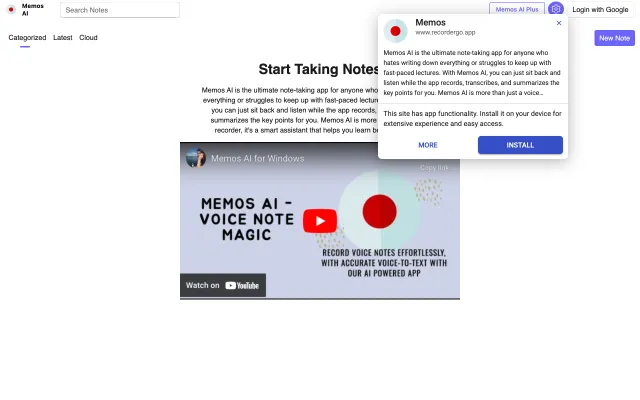 Memos AI
Search Notes
Memos AI Plus
Login with Google
Categorized Latest Cloud
New Note
Memos
www.recordergo.app
Memos AI is the ultimate note-taking app for anyone who
hates writing down everything or struggles to keep up with
fast-paced lectures. With Memos AI, you can just sit back and
listen while the app records, transcribes, and summarizes the
key points for you. Memos AI is more than just a voice...
This site has app functionality. Install it on your device for
extensive experience and easy access.
MORE
INSTALL
Start Taking Notes
Memos AI is the ultimate note-taking app for anyone who
everything or struggles to keep up with fast-paced lectures
you can just sit back and listen while the app records,
summarizes the key points for you. Memos AI is more
recorder, it's a smart assistant that helps you learn
Memos AI for Windows
Copy link
MEMOS AI -
VOICE NOTE
MAGIC
RECORD VOICE NOTES EFFORTLESSLY,
WITH ACCURATE VOICE-TO-TEXT WITH
OUR AI POWERED APP
Watch on YouTube